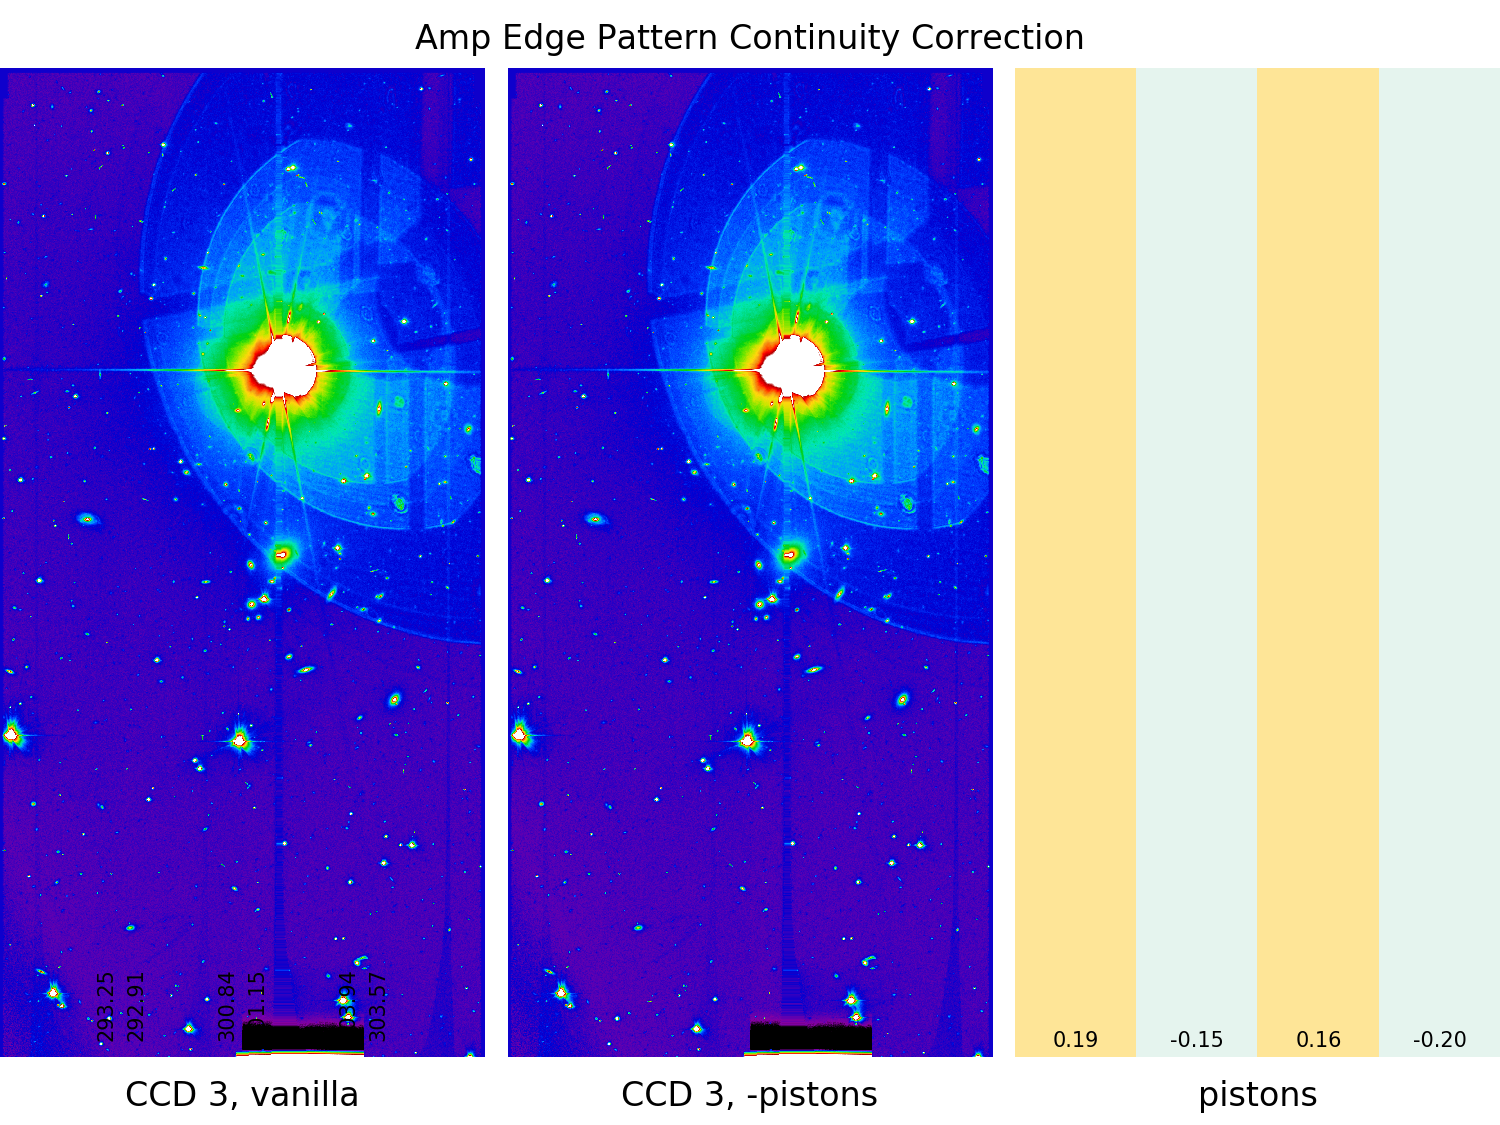 Amp Edge Pattern Continuity Correction
293.25
292.91
300.84
303.57
0.19
-0.15
0.16
-0.20
CCD 3, vanilla
CCD 3, -pistons
pistons